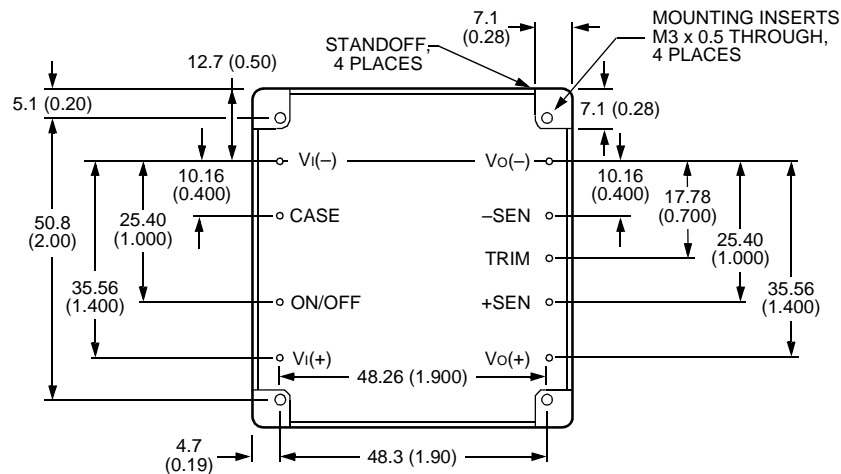 7.1
(0.28)
MOUNTING INSERTS
M3 x 0.5 THROUGH,
4 PLACES
STANDOFF,
4 PLACES
12.7 (0.50)
5.1 (0.20)
7.1 (0.28)
VI(–)
VO(–)
10.16
(0.400)
10.16
(0.400)
17.78
(0.700)
CASE
–SEN
50.8
(2.00)
25.40
(1.000)
25.40
(1.000)
TRIM
35.56
(1.400)
35.56
(1.400)
ON/OFF
+SEN
VI(+)
VO(+)
48.26 (1.900)
4.7
(0.19)
48.3 (1.90)